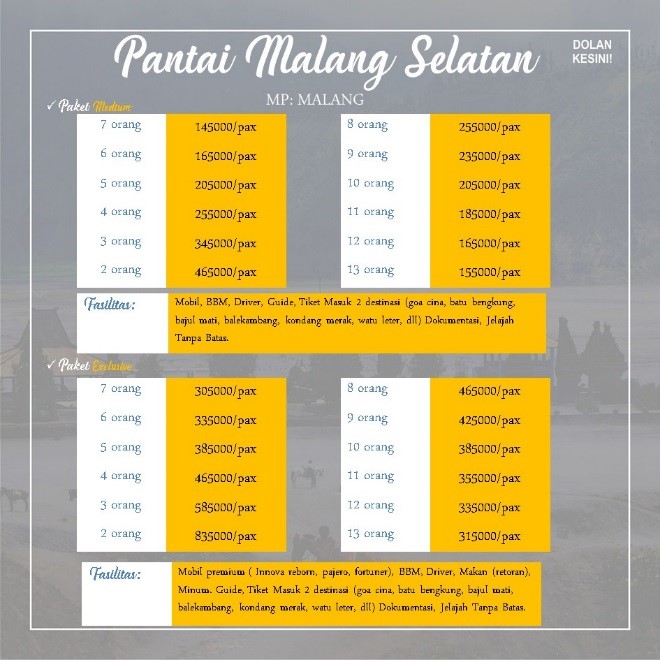 Pantai Malang Selatan
DOLAN
KESINI!
MP: MALANG
✓ Paket Medium
7 orang 145000/pax
6 orang 165000/pax
5 orang 205000/pax
4 orang 255000/pax
3 orang 345000/pax
2 orang 465000/pax
8 orang 255000/pax
9 orang 235000/pax
10 orang 205000/pax
11 orang 185000/pax
12 orang 165000/pax
13 orang 155000/pax
Fasilitas:
Mobil, BBM, Driver, Guide, Tiket Masuk 2 destinasi (goa cina, batu bengkung,
bajul mati, balekambang, kondang merak, watu leter, dll) Dokumentasi, Jelajah
Tanpa Batas.
✓ Paket Exclusive
7 orang 305000/pax
6 orang 335000/pax
5 orang 385000/pax
4 orang 465000/pax
3 orang 585000/pax
2 orang 835000/pax
8 orang 465000/pax
9 orang 425000/pax
10 orang 385000/pax
11 orang 355000/pax
12 orang 335000/pax
13 orang 315000/pax
Fasilitas:
Mobil premium ( Innova reborn, pajero, fortuner), BBM, Driver, Makan (retoran),
Minum. Guide, Tiket Masuk 2 destinasi (goa cina, batu bengkung, bajul mati,
balekambang, kondang merak, watu leter, dll) Dokumentasi, Jelajah Tanpa Batas.